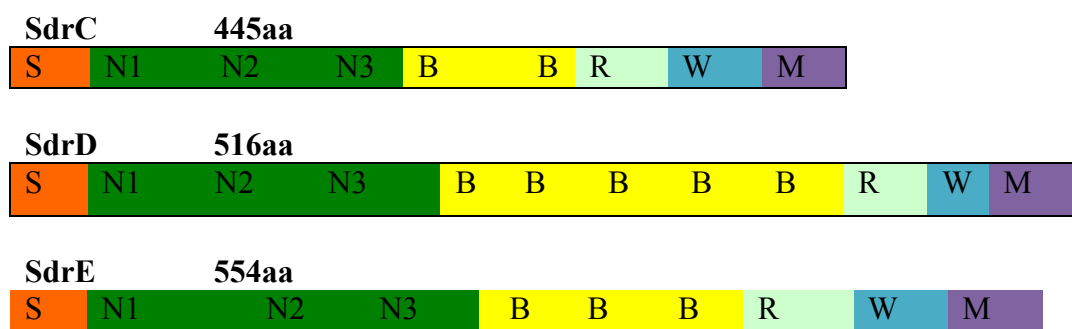 SdrC 445aa
S N1 N2 N3 B B R W M
SdrD 516aa
S N1 N2 N3 B B B B B R W M
SdrE 554aa
S N1 N2 N3 B B B R W M